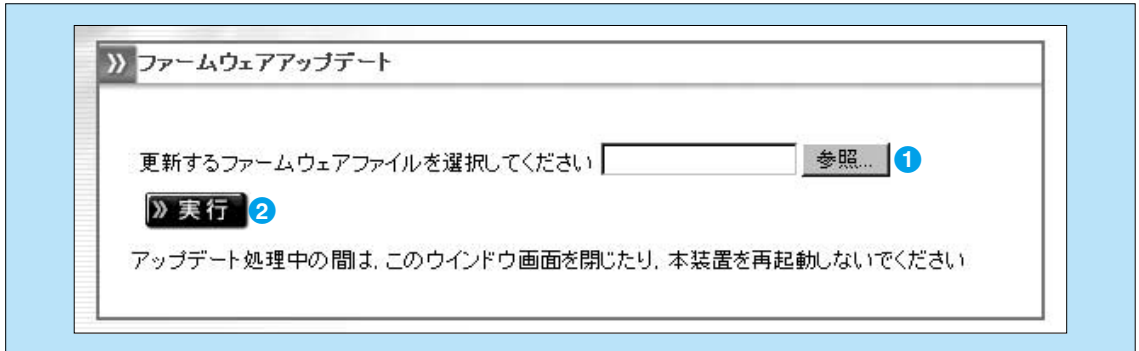 》 ファームウェアアップデート
更新するファームウェアファイルを選択してください 参照... 1
》実行 2
アップデート処理中の間は, このウインドウ画面を閉じたり, 本装置を再起動しないでください